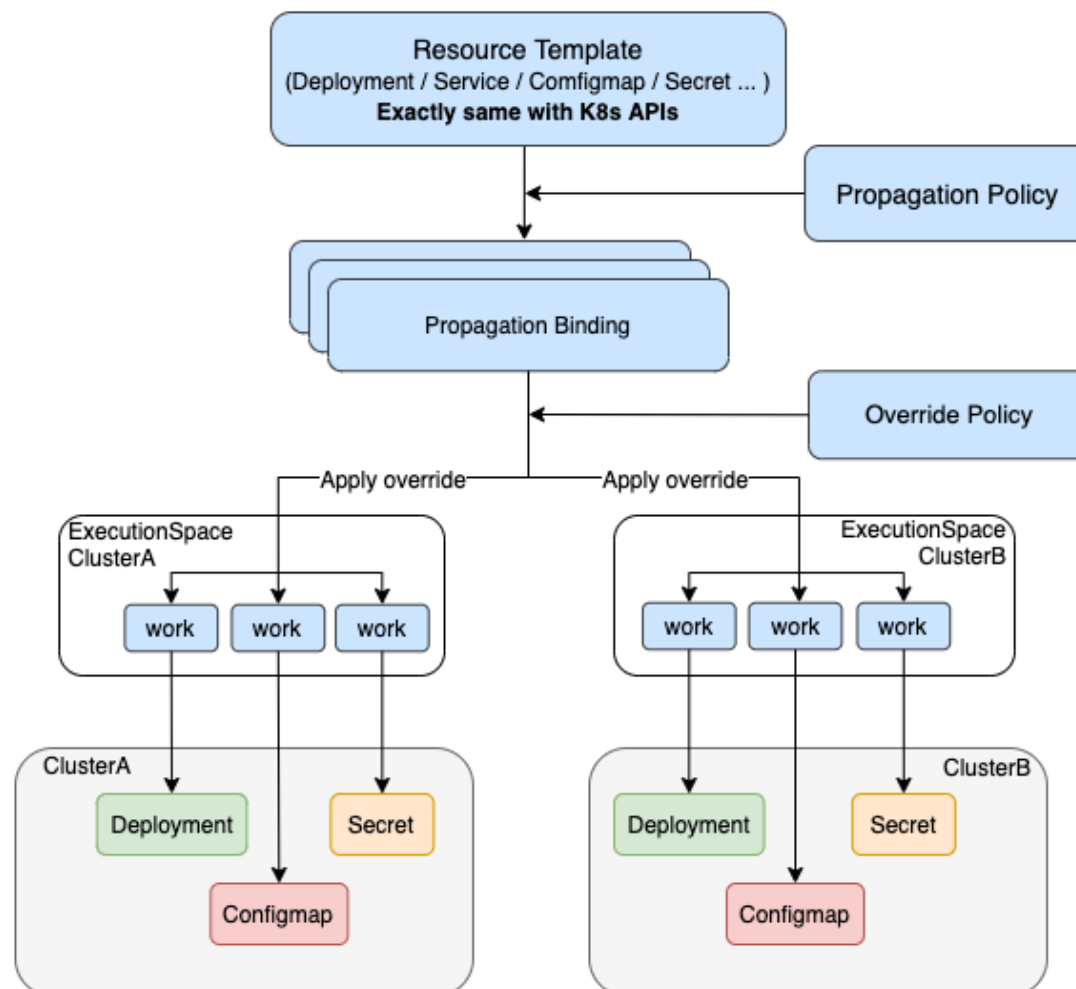 Resource Template
(Deployment / Service / Comfigmap / Secret ... )
Exactly same with K8s APIs
Propagation Policy
Propagation Binding
Override Policy
Apply override
Apply override
ExecutionSpace
ClusterA
ExecutionSpace
ClusterB
work
work
work
work
work
work
ClusterA
ClusterB
Deployment
Secret
Deployment
Secret
Configmap
Configmap